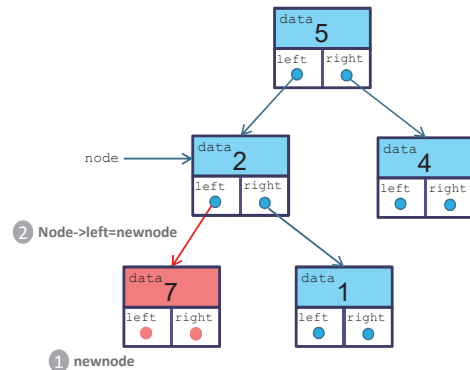 data
5
left right
data
2
left right
node
data
4
left right
2 Node->left=newnode
data
7
left right
data
1
left right
1 newnode